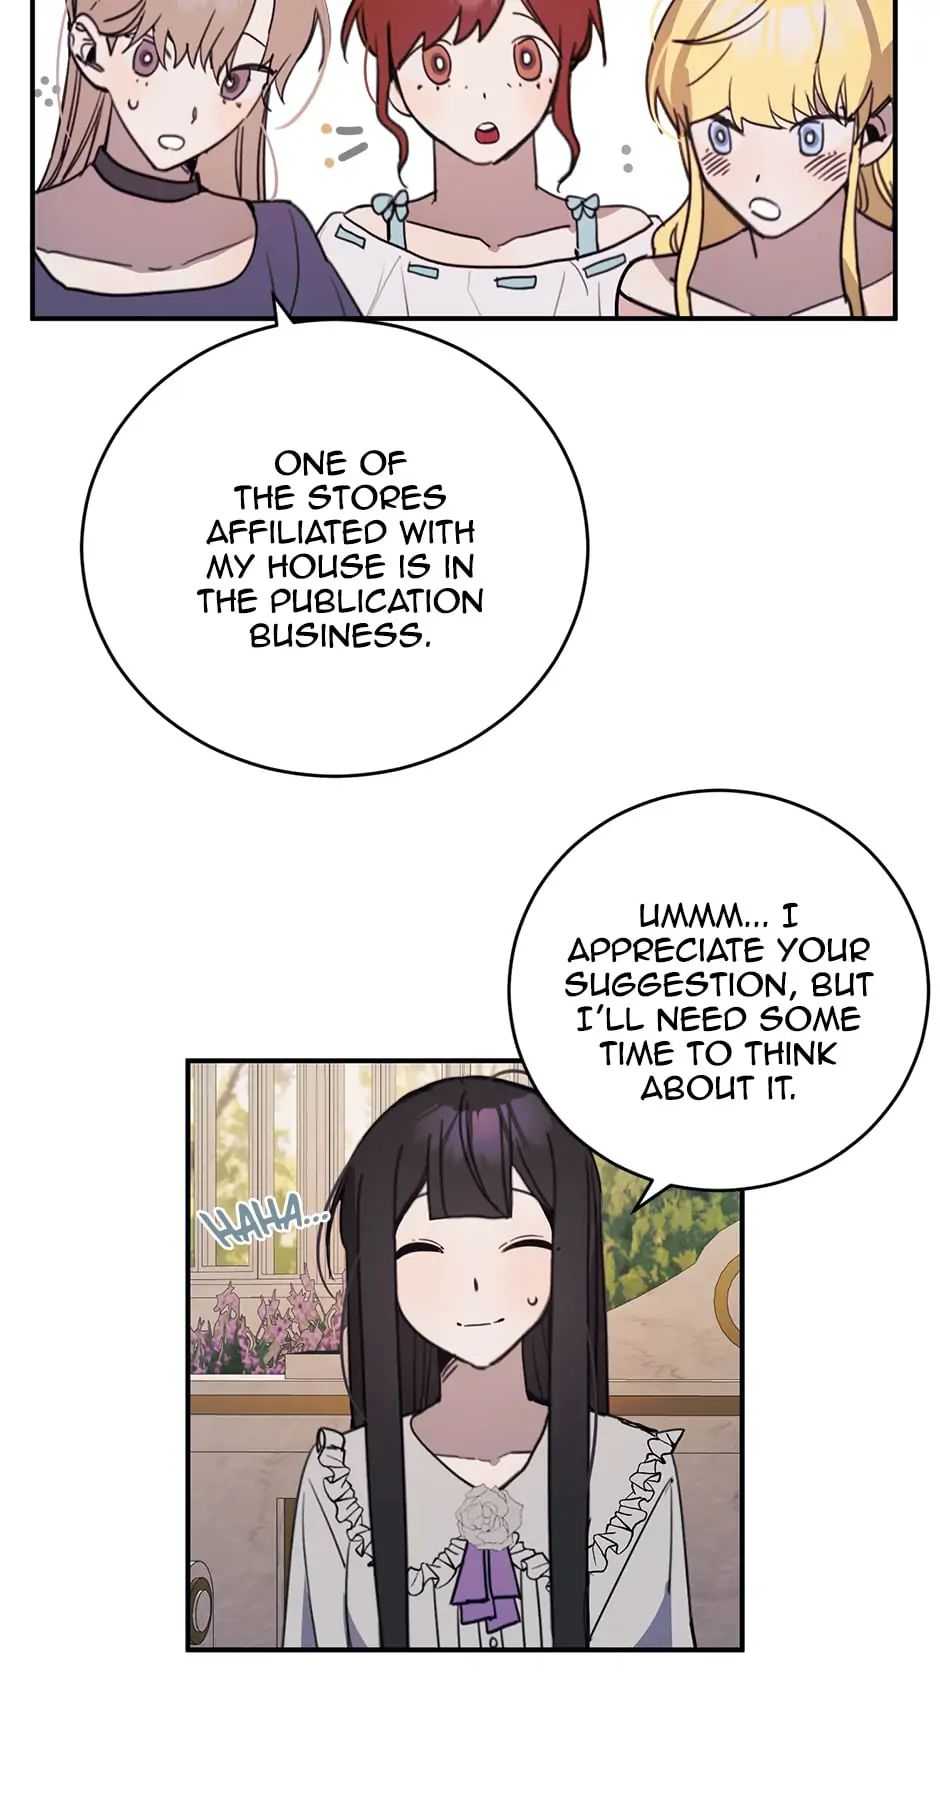 ONE OF
THE STORES
AFFILIATED WITH
MY HOUSE IS IN
THE PUBLICATION
BUSINESS.
UMMM... I
APPRECIATE YOUR
SUGGESTION, BUT
I'LL NEED SOME
TIME TO THINK
ABOUT IT.
HAHA...